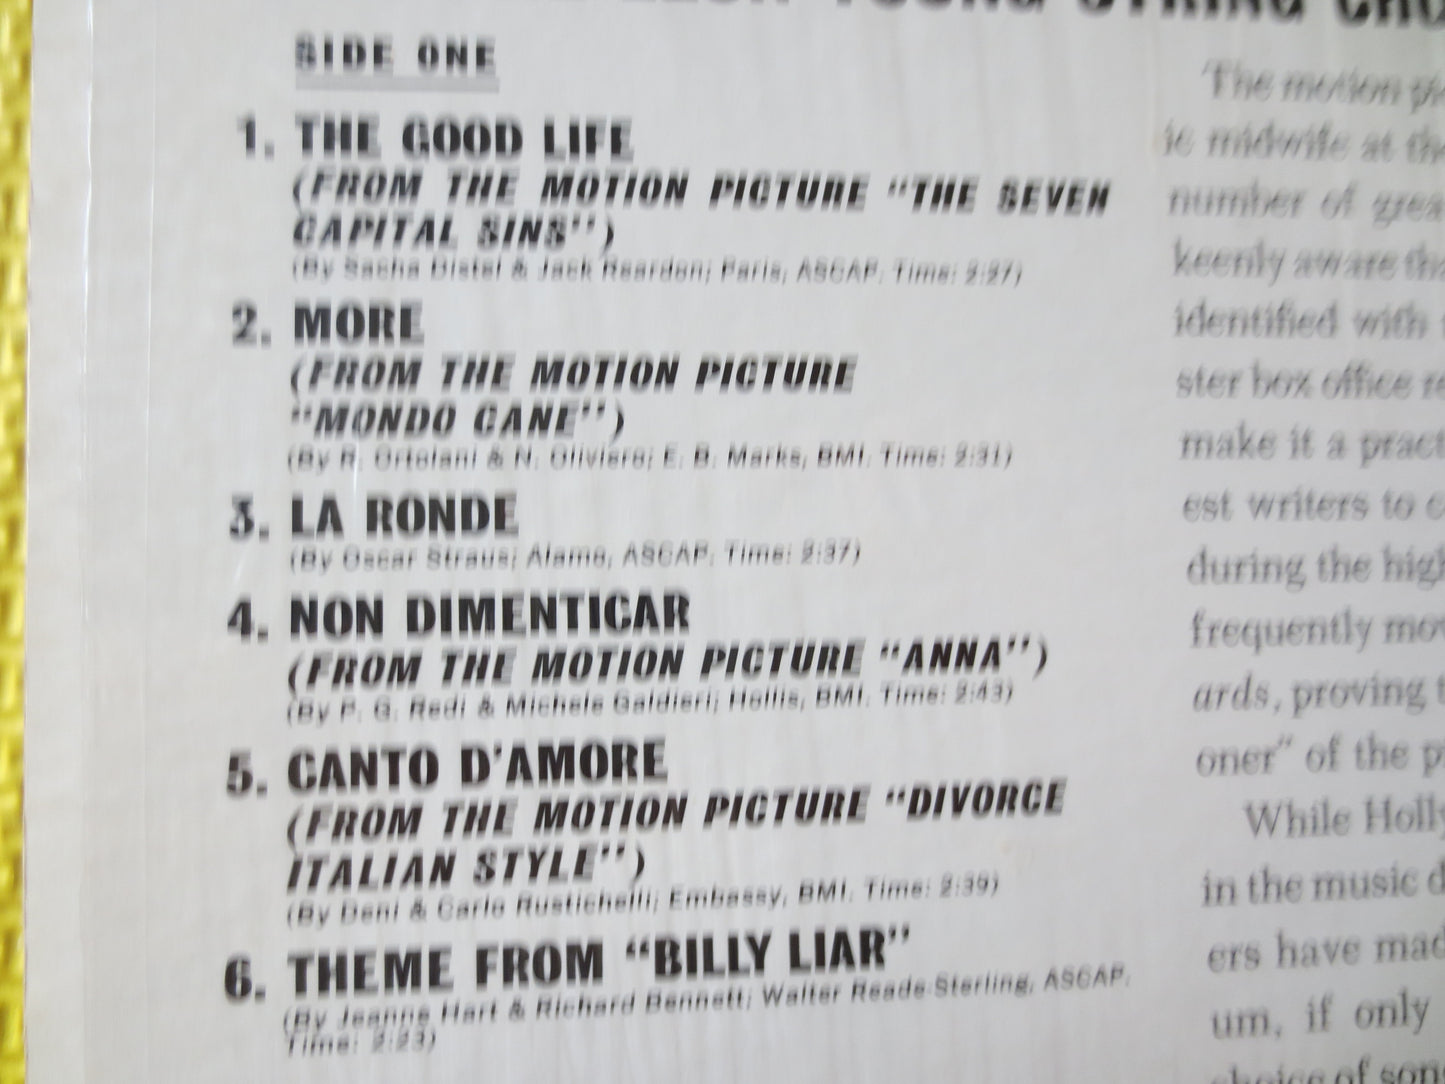 YOUNG STRING
SIDE ONE
1. THE GOOD LIFE
(FROM THE MOTION PICTURE "THE SEVEN
CAPITAL SINS")
(By Sacha Distel & Jack Reardon; Paris, ASCAP. Time: 2:27)
2. MORE
(FROM THE MOTION PICTURE
"MONDO CANE")
(By R. Ortolani & N. Oliviero; E. B. Marks, BMI. Time: 2:31)
3. LA RONDE
(By Oscar Straus; Alamo, ASCAP. Time: 2:37)
4. NON DIMENTICAR
(FROM THE MOTION PICTURE "ANNA")
(By P. G. Redi & Michele Galdieri; Hollis, BMI. Time: 2:43)
5. CANTO D'AMORE
(FROM THE MOTION PICTURE "DIVORCE
ITALIAN STYLE")
(By Deni & Carlo Rustichelli; Embassy, BMI. Time: 2:39)
6. THEME FROM "BILLY LIAR"
(By Jeanne Hart & Richard Bennett; Walter Reade-Sterling, ASCAP.
Time: 2:23)
The motion
ic midwife at
number of
keenly aware
identified with
ster box office
make it a
est writers to
during the
frequently
ards, proving
oner" of the
While
in the music
ers have
um, if only
choice of